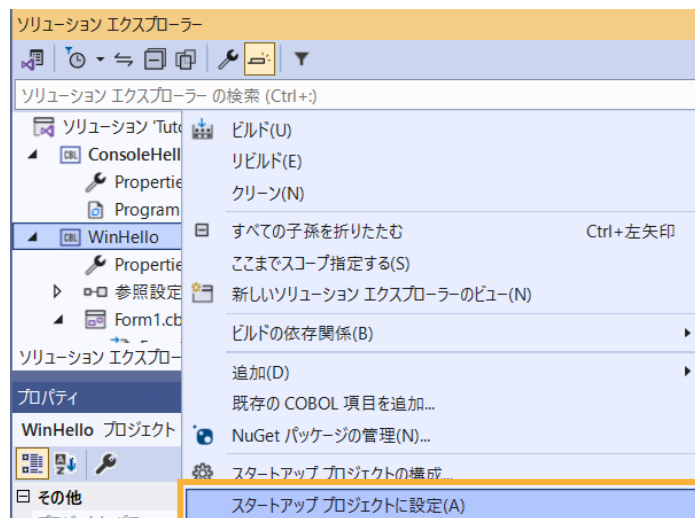 ソリューション エクスプローラー
ソリューション エクスプローラー の検索 (Ctrl+:)
ソリューション 'Tuto
ConsoleHell
Propertie
Program
WinHello
Propertie
参照設定
Form1.cb
ソリューション エクスプロー
プロパティ
WinHello プロジェクト
その他
ビルド(U)
リビルド(E)
クリーン(N)
すべての子孫を折りたたむ Ctrl+左矢印
ここまでスコープ指定する(S)
新しいソリューション エクスプローラーのビュー(N)
ビルドの依存関係(B)
追加(D)
既存の COBOL 項目を追加...
NuGet パッケージの管理(N)...
スタートアップ プロジェクトの構成...
スタートアップ プロジェクトに設定(A)